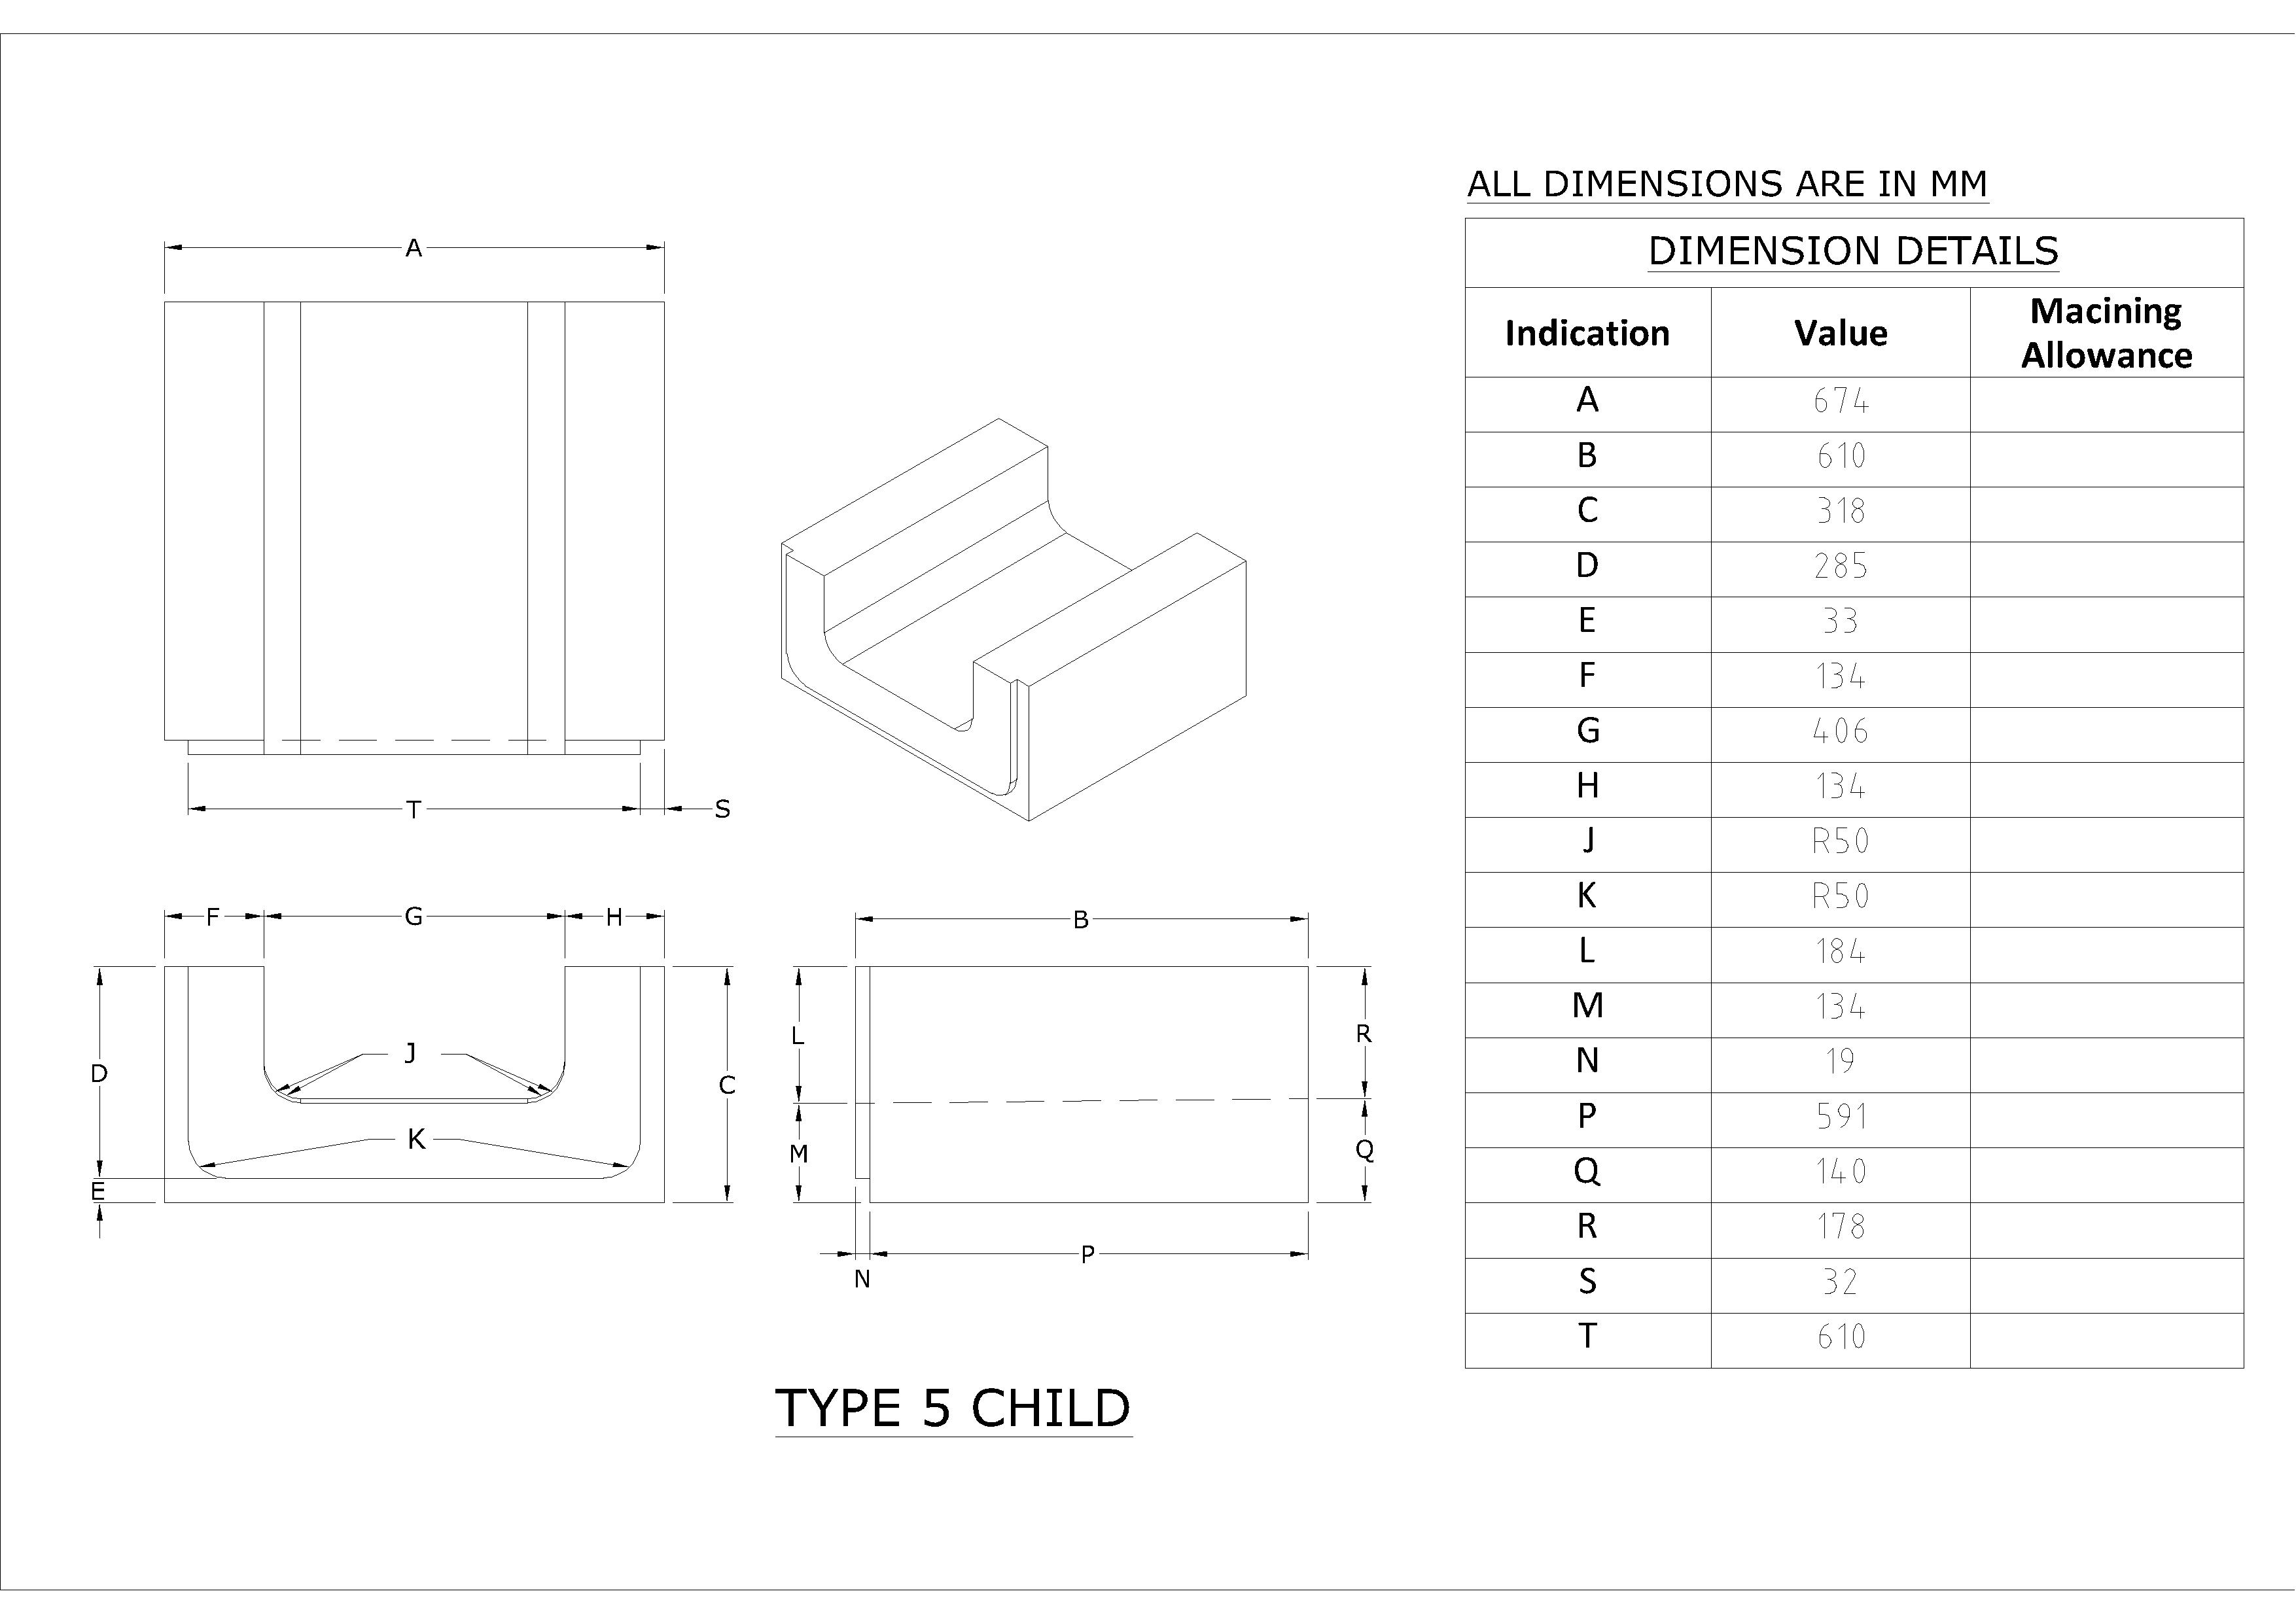 ALL DIMENSIONS ARE IN MM
DIMENSION DETAILS
Indication Value Macining Allowance
A 674
B 610
C 318
D 285
E 33
F 134
G 406
H 134
J R50
K R50
L 184
M 134
N 19
P 591
Q 140
R 178
S 32
T 610
A
T S
F G H
D
E
J
K
C
B
L
M
R
Q
N
P
TYPE 5 CHILD